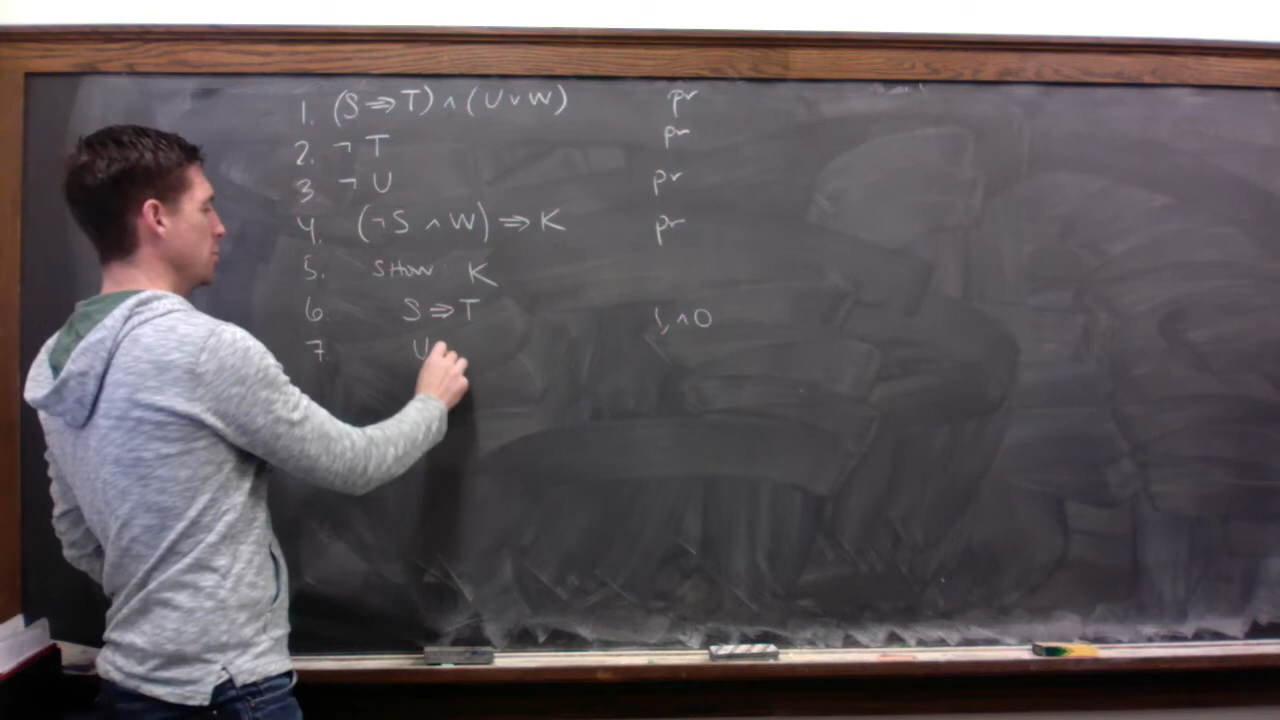 1. (S ⇒ T) ∧ (U ∨ W) pr
2. ¬ T pr
3 ¬ U pr
4. (¬S ∧ W) ⇒ K pr
5. SHOW: K
6. S ⇒ T 1, ∧O
7. U